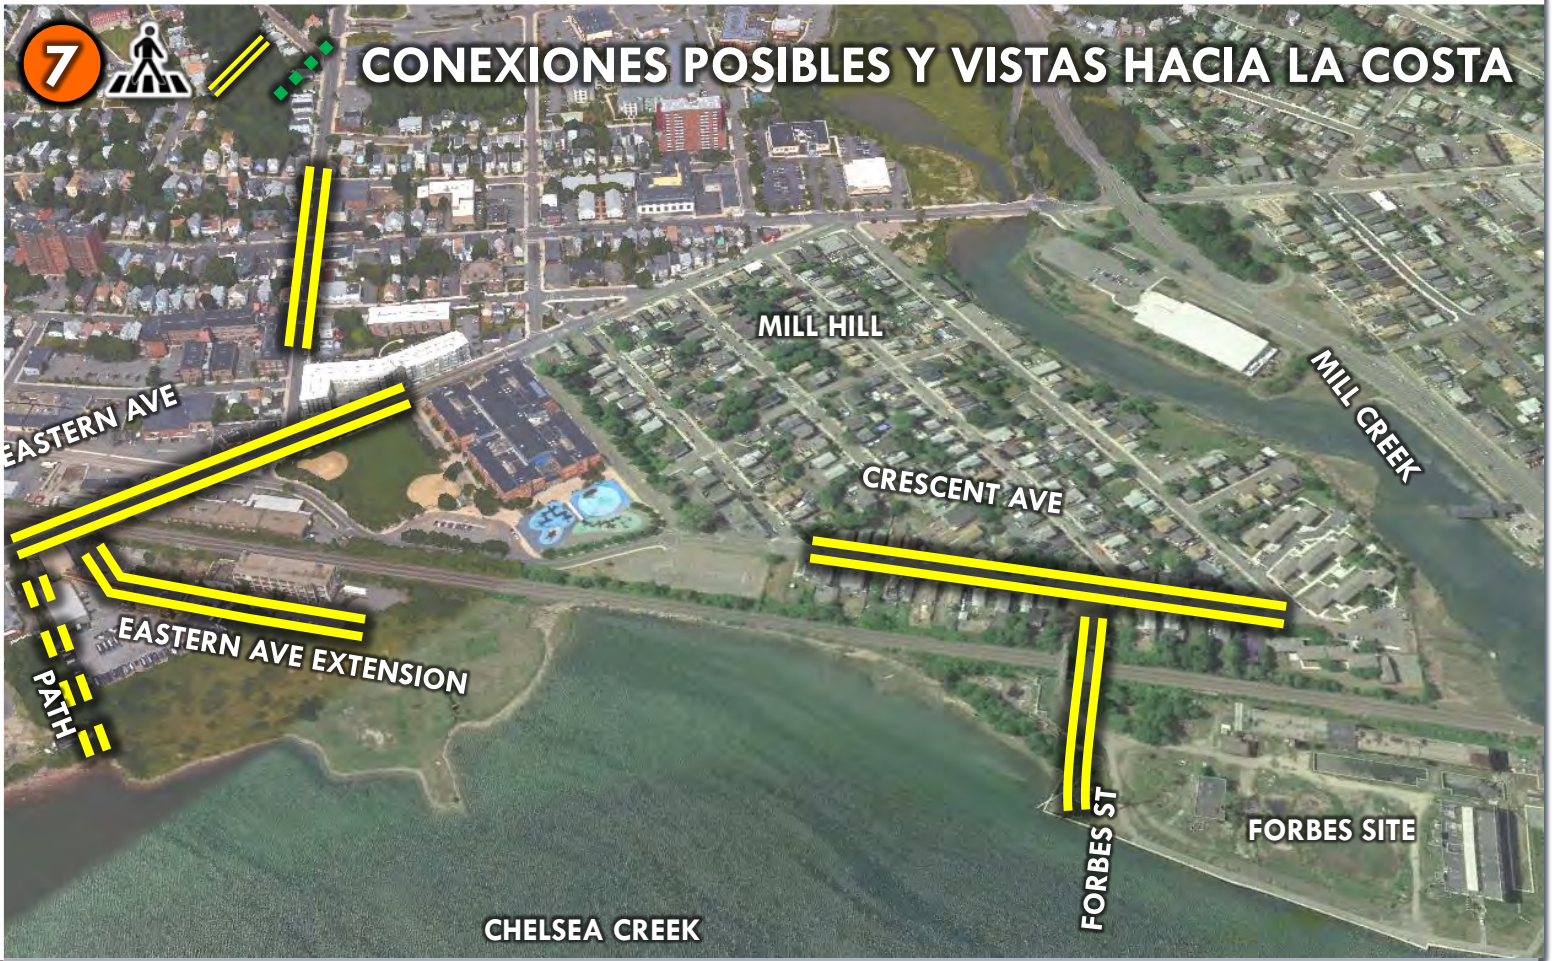 7 CONEXIONES POSIBLES Y VISTAS HACIA LA COSTA
MILL HILL
MILL CREEK
EASTERN AVE
CRESCENT AVE
EASTERN AVE EXTENSION
PATH
FORBES ST
FORBES SITE
CHELSEA CREEK